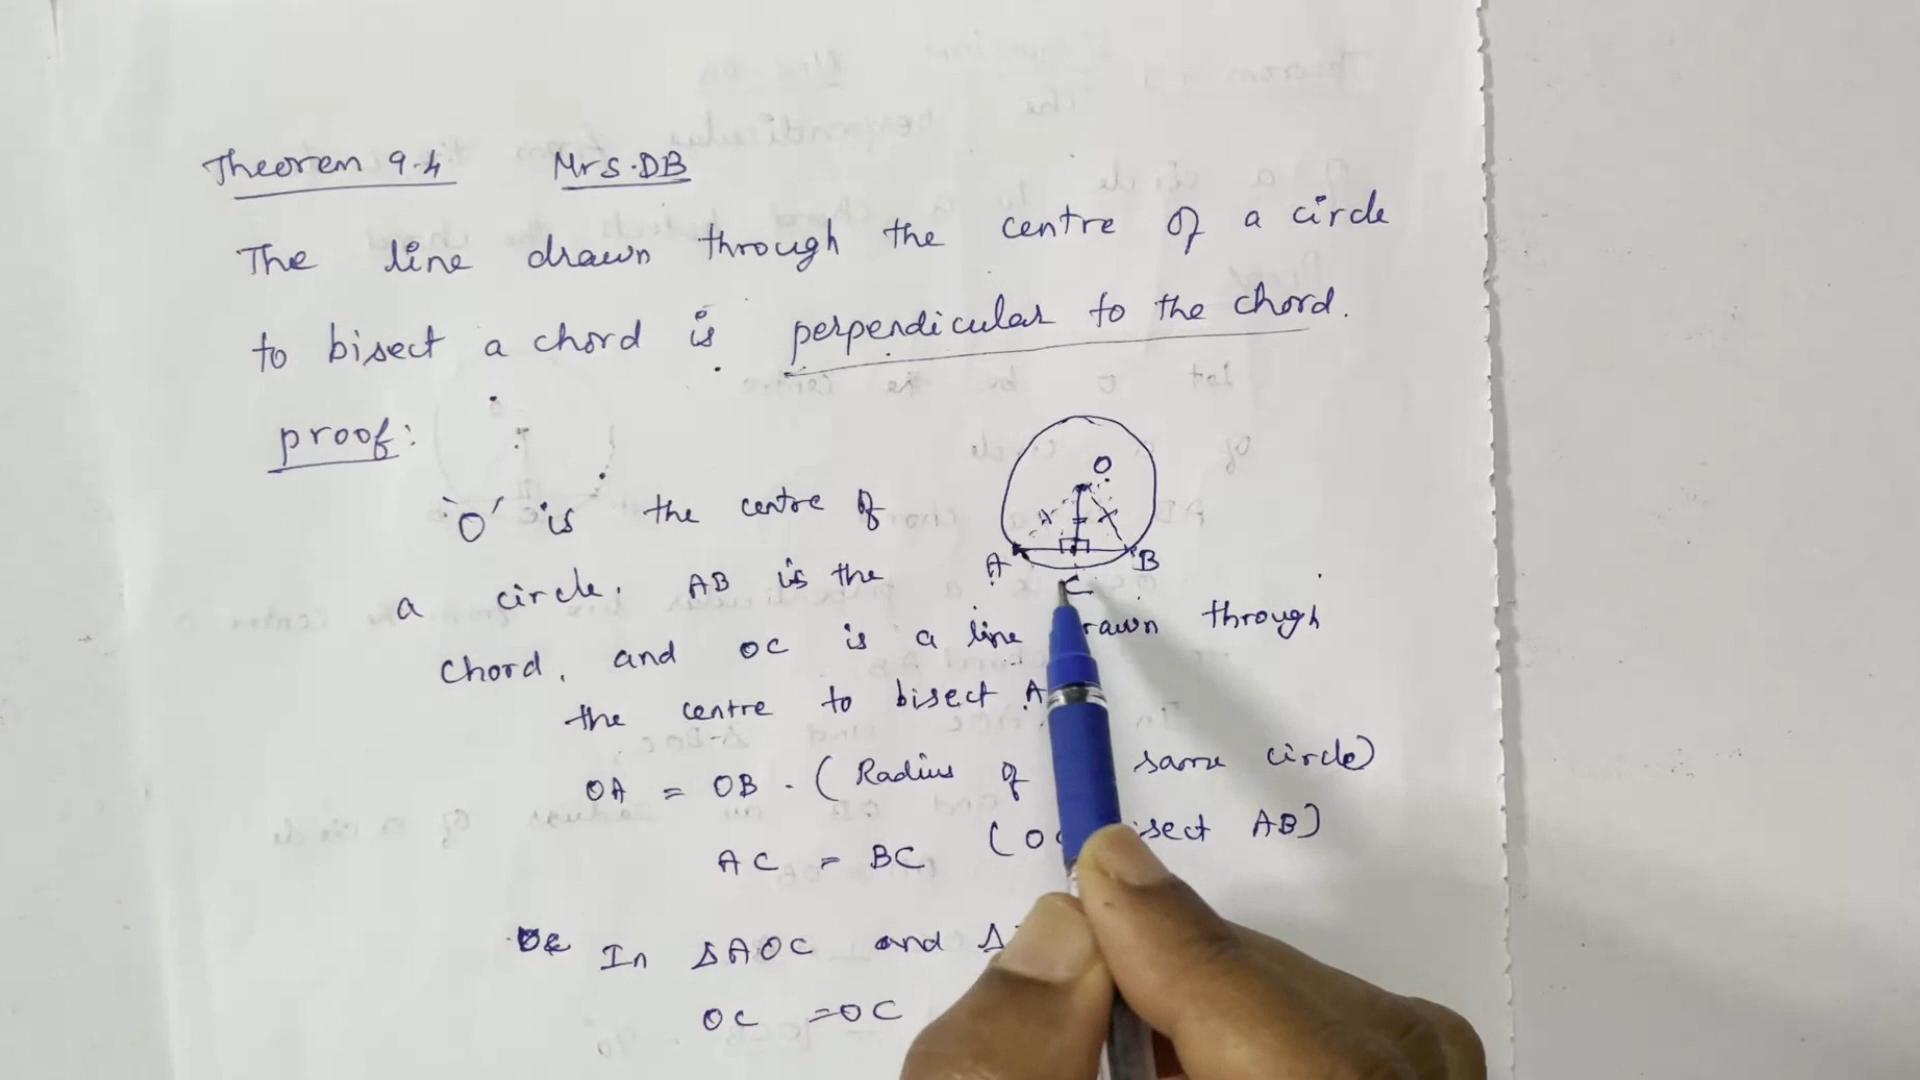 Theorem 9.4 Mrs.DB
The line drawn through the centre of a circle
to bisect a chord is perpendicular to the chord.
proof:
'O' is the centre of
a circle, AB is the
chord, and OC is a line rawn through
the centre to bisect A
OA = OB . (Radius of same circle)
AC = BC (O isect AB)
In ΔAOC and Δ
OC = OC
O
A
B
C